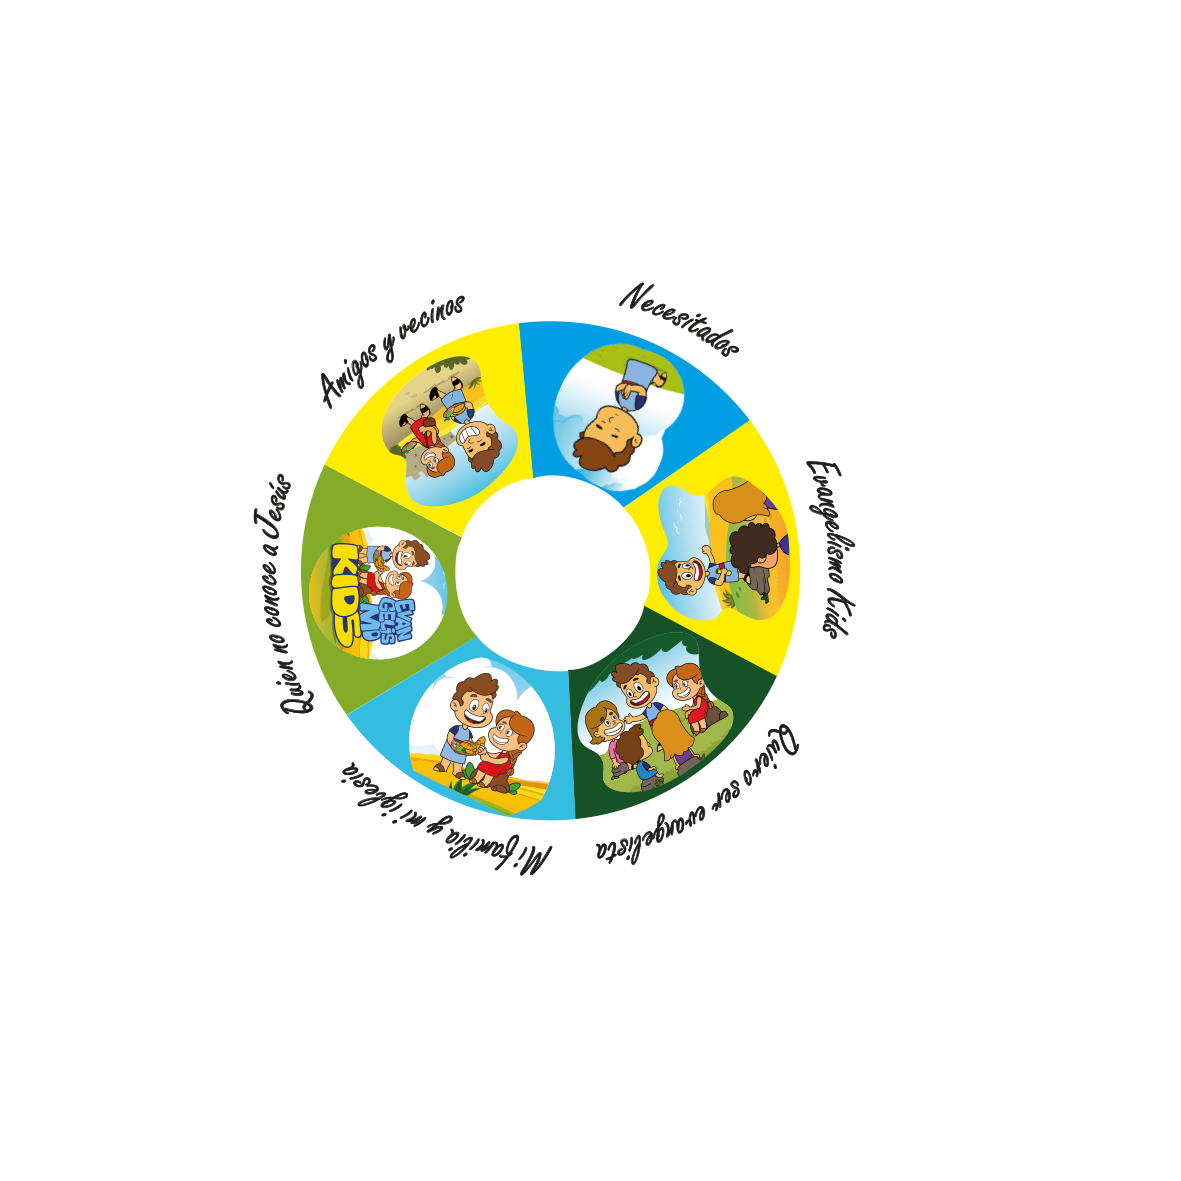 Necesitados
Evangelismo Kids
Quiero ser evangelista
Mi familia y mi iglesia
Quien no conoce a Jesús
Amigos y vecinos
EVAN
GELIS
MO
KIDS